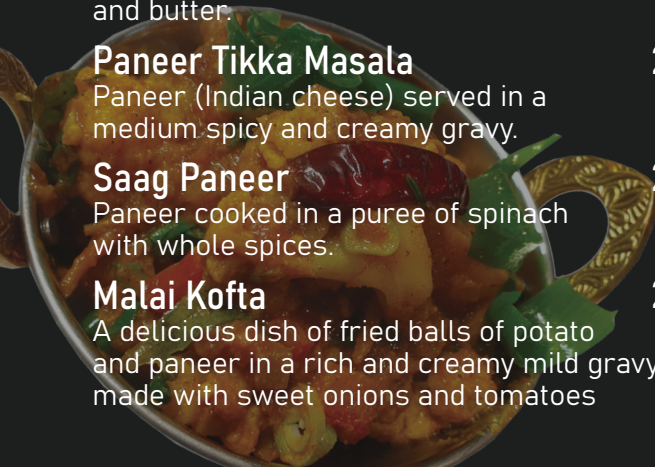 and butter.
Paneer Tikka Masala
Paneer (Indian cheese) served in a
medium spicy and creamy gravy.
Saag Paneer
Paneer cooked in a puree of spinach
with whole spices.
Malai Kofta
A delicious dish of fried balls of potato
and paneer in a rich and creamy mild gravy
made with sweet onions and tomatoes